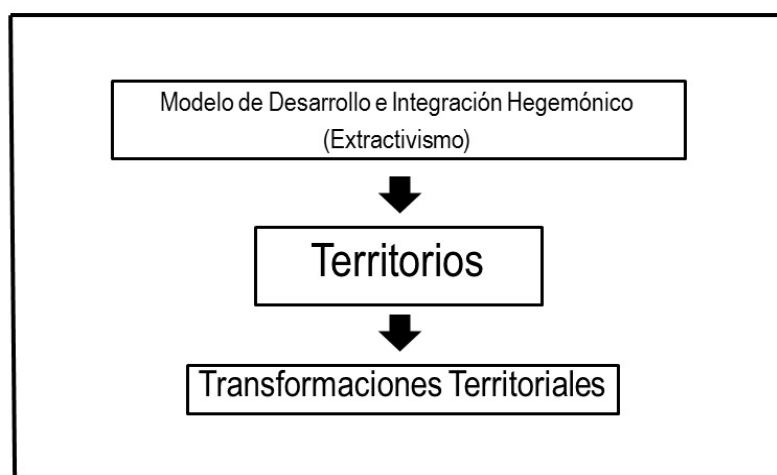 Modelo de Desarrollo e Integración Hegemónico
(Extractivismo)
Territorios
Transformaciones Territoriales